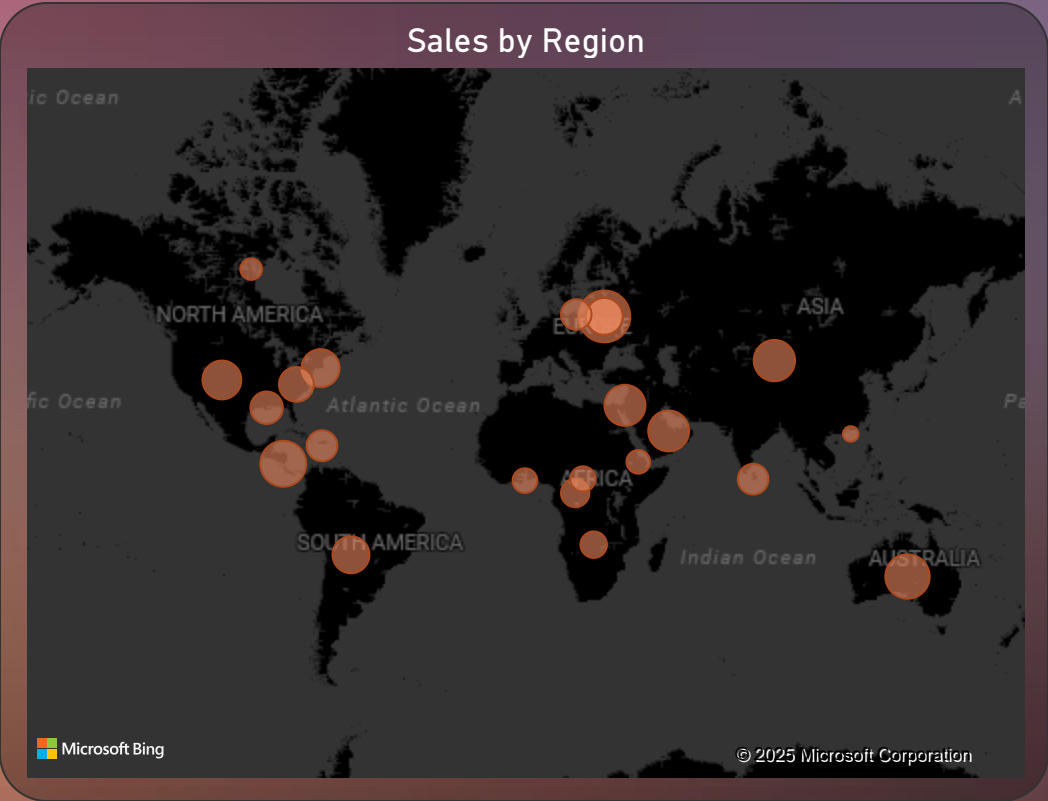 Sales by Region
ic Ocean
A
NORTH AMERICA
ASIA
fic Ocean
Atlantic Ocean
Pa
AFRICA
SOUTH AMERICA
Indian Ocean
AUSTRALIA
Microsoft Bing
© 2025 Microsoft Corporation